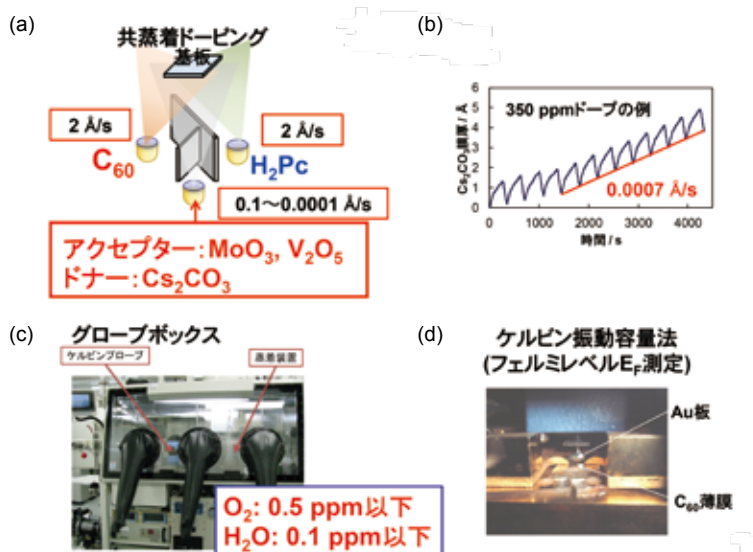 (a)
共蒸着ドーピング
基板
2 Å/s
2 Å/s
C60
H2Pc
0.1～0.0001 Å/s
アクセプター：MoO3, V2O5
ドナー：Cs2CO3
(b)
350 ppmドープの例
Cs2CO3膜厚 / Å
6
5
4
3
2
1
0
0.0007 Å/s
0 1000 2000 3000 4000
時間 / s
(c)
グローブボックス
ケルビンプローブ
蒸着装置
O2: 0.5 ppm以下
H2O: 0.1 ppm以下
(d)
ケルビン振動容量法
(フェルミレベルEF測定)
Au板
C60薄膜